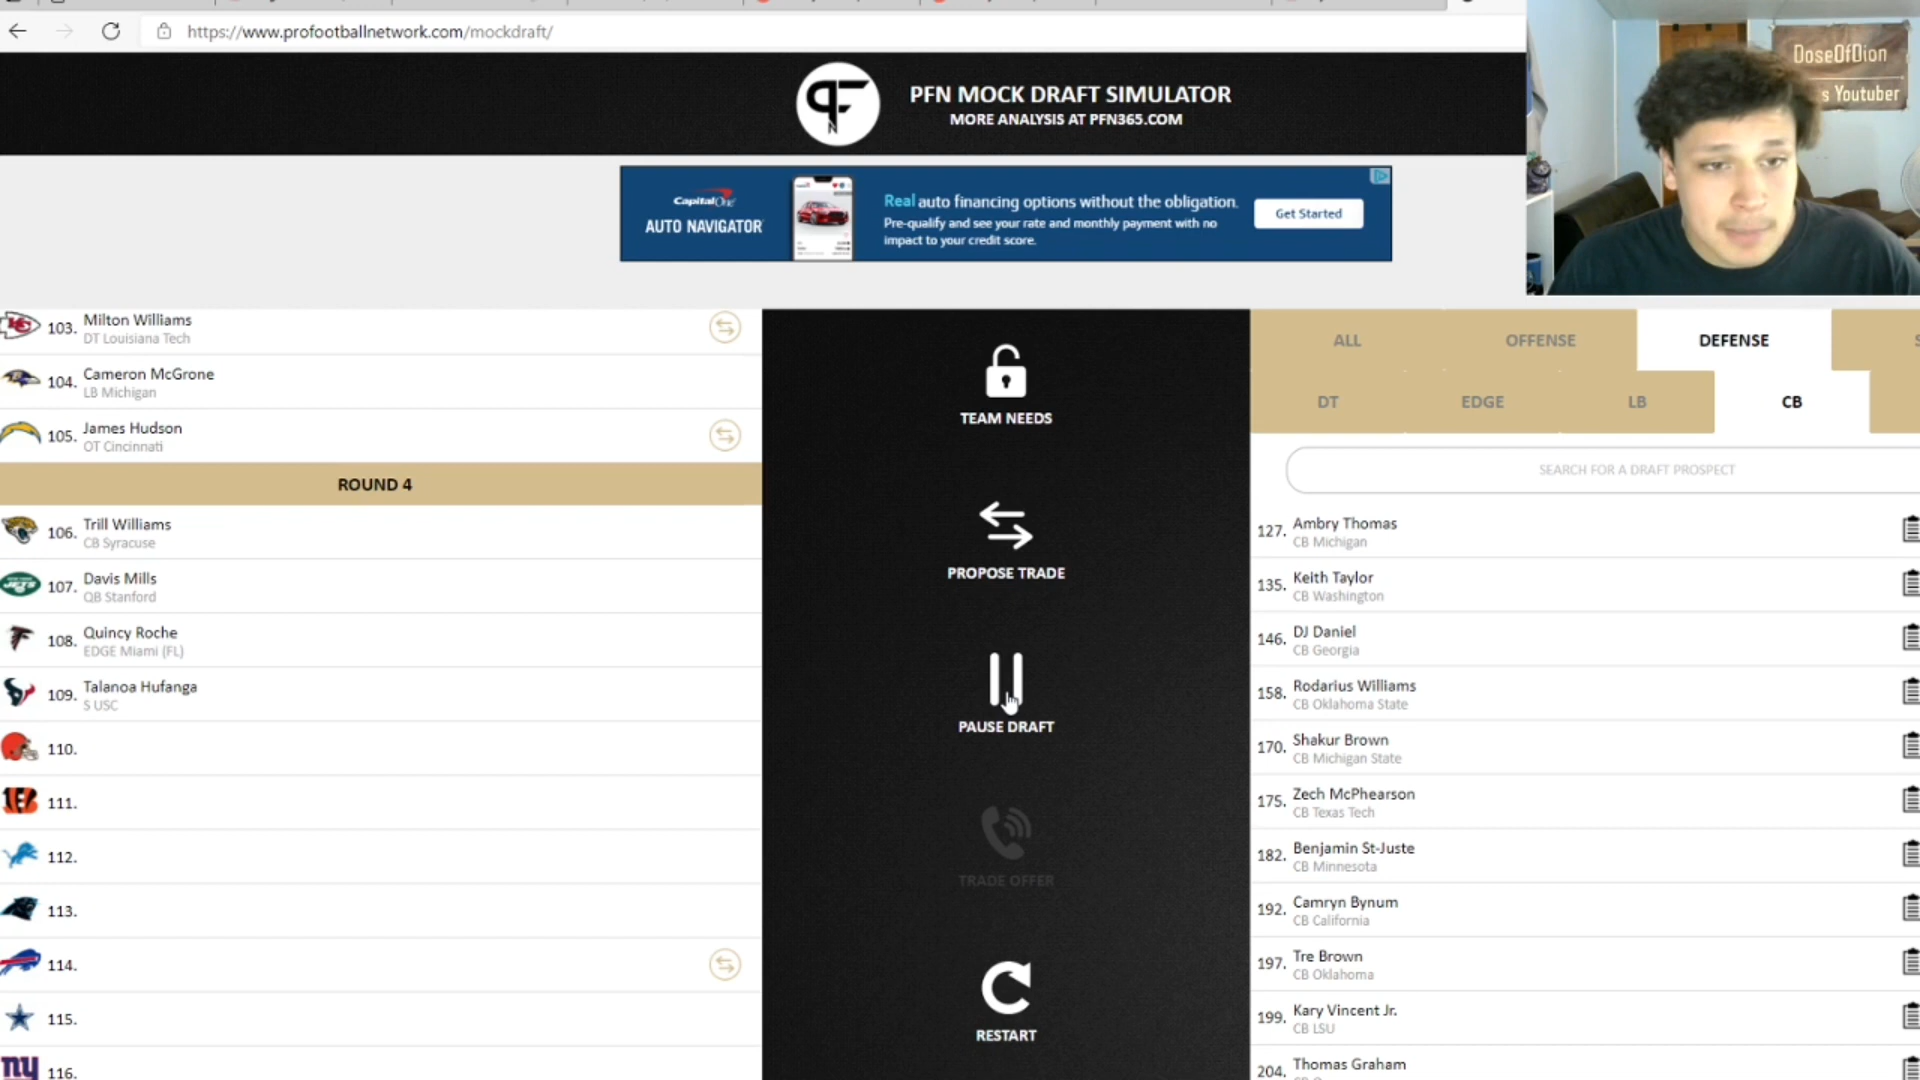 https://www.profootballnetwork.com/mockdraft/
PFN
PFN MOCK DRAFT SIMULATOR
MORE ANALYSIS AT PFN365.COM
DoseOfDion
s Youtuber
Capital One
AUTO NAVIGATOR
Real auto financing options without the obligation.
Pre-qualify and see your rate and monthly payment with no
impact to your credit score.
Get Started
103. Milton Williams
DT Louisiana Tech
104. Cameron McGrone
LB Michigan
105. James Hudson
OT Cincinnati
ROUND 4
106. Trill Williams
CB Syracuse
107. Davis Mills
QB Stanford
108. Quincy Roche
EDGE Miami (FL)
109. Talanoa Hufanga
S USC
110.
111.
112.
113.
114.
115.
116.
TEAM NEEDS
PROPOSE TRADE
PAUSE DRAFT
TRADE OFFER
RESTART
ALL OFFENSE DEFENSE S
DT EDGE LB CB
SEARCH FOR A DRAFT PROSPECT
127. Ambry Thomas
CB Michigan
135. Keith Taylor
CB Washington
146. DJ Daniel
CB Georgia
158. Rodarius Williams
CB Oklahoma State
170. Shakur Brown
CB Michigan State
175. Zech McPhearson
CB Texas Tech
182. Benjamin St-Juste
CB Minnesota
192. Camryn Bynum
CB California
197. Tre Brown
CB Oklahoma
199. Kary Vincent Jr.
CB LSU
204. Thomas Graham